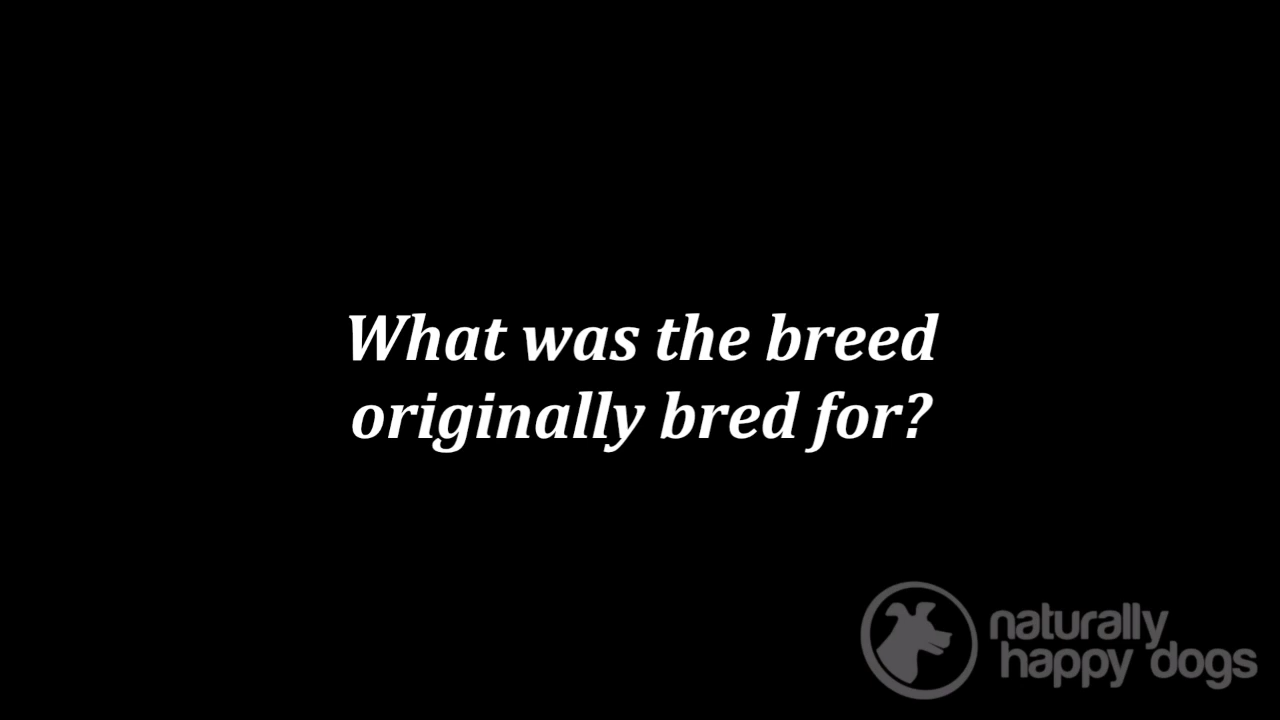 What was the breed
originally bred for?
naturally
happy dogs